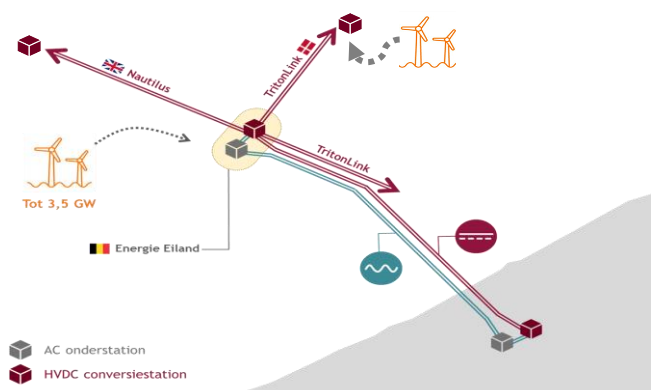 Nautilus
TritonLink
TritonLink
Tot 3,5 GW
Energie Eiland
AC onderstation
HVDC conversiestation